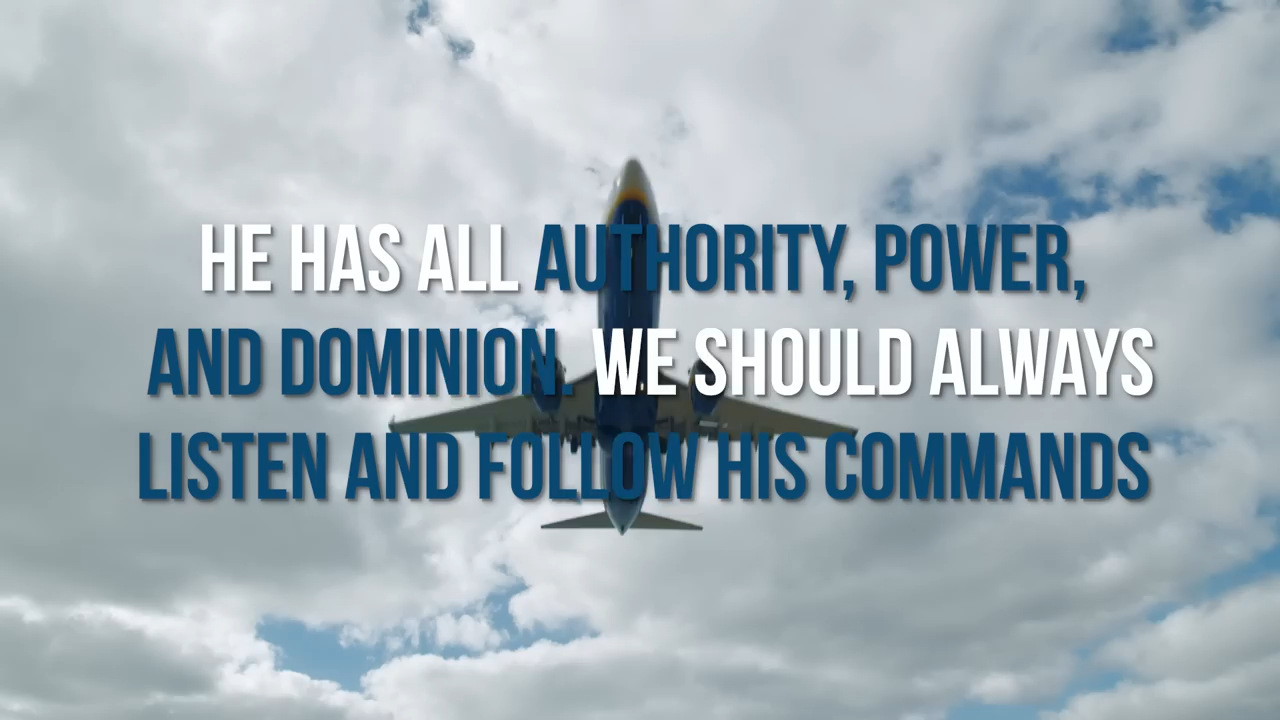 HE HAS ALL AUTHORITY, POWER,
AND DOMINION. WE SHOULD ALWAYS
LISTEN AND FOLLOW HIS COMMANDS